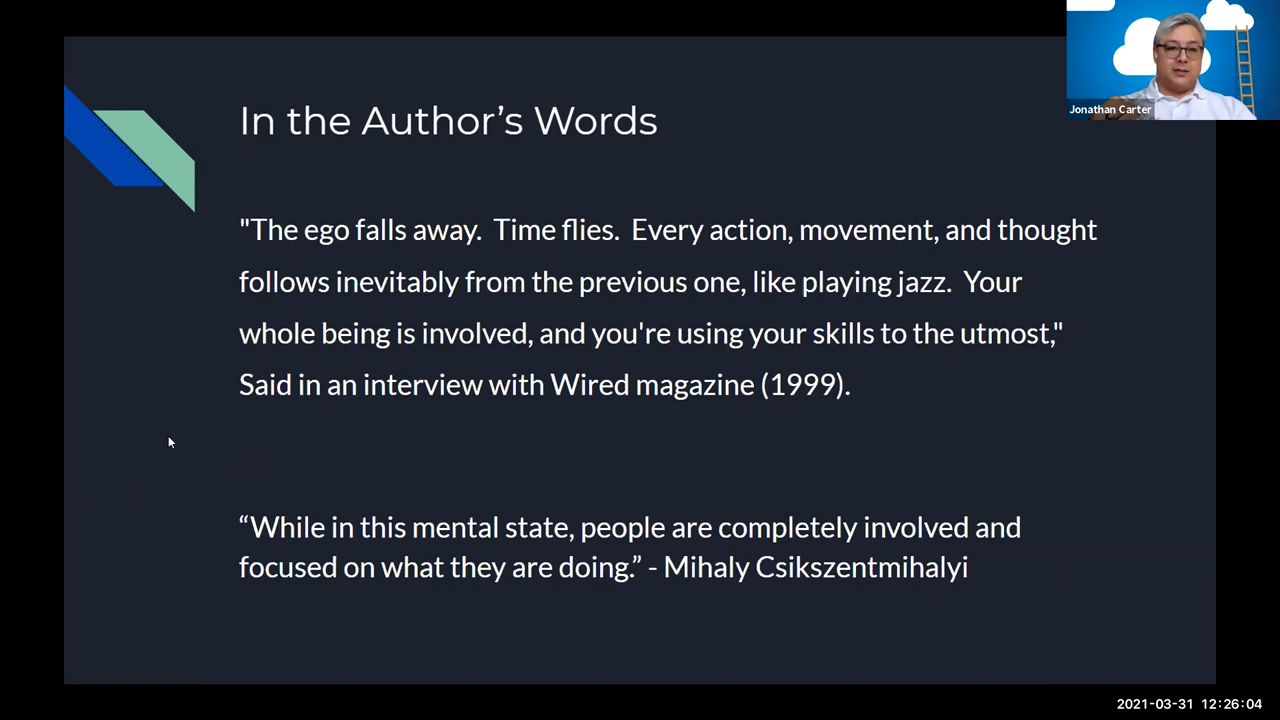 In the Author's Words
"The ego falls away.  Time flies.  Every action, movement, and thought
follows inevitably from the previous one, like playing jazz.  Your
whole being is involved, and you're using your skills to the utmost,"
Said in an interview with Wired magazine (1999).
“While in this mental state, people are completely involved and
focused on what they are doing.” - Mihaly Csikszentmihalyi
Jonathan Carter
2021-03-31 12:26:04